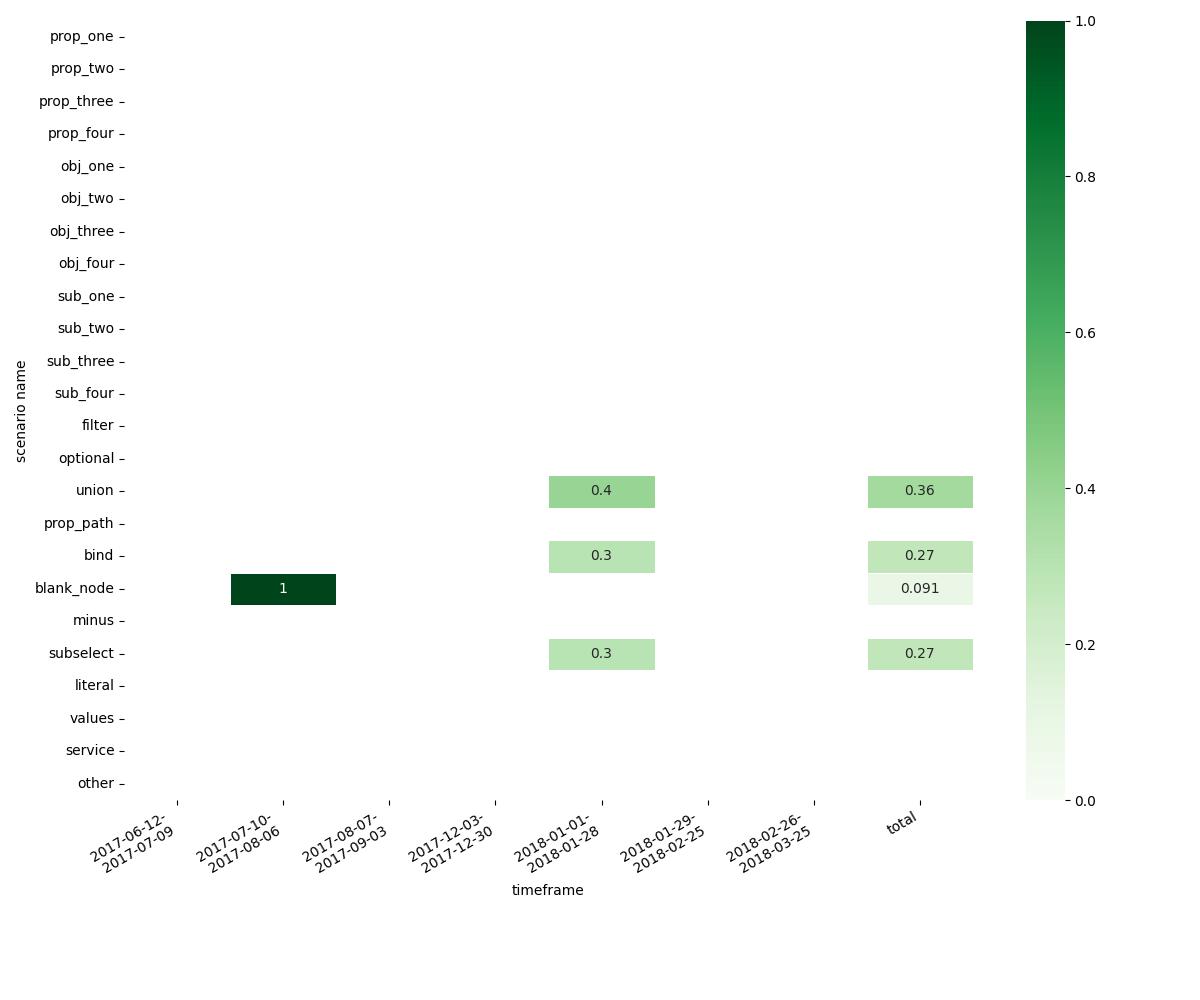 prop_one
prop_two
prop_three
prop_four
obj_one
obj_two
obj_three
obj_four
sub_one
sub_two
sub_three
sub_four
filter
optional
union
prop_path
bind
blank_node
minus
subselect
literal
values
service
other
scenario name
0.4
0.36
0.3
0.27
1
0.091
0.3
0.27
2017-06-12-
2017-07-09
2017-07-10-
2017-08-06
2017-08-07-
2017-09-03
2017-12-03-
2017-12-30
2018-01-01-
2018-01-28
2018-01-29-
2018-02-25
2018-02-26-
2018-03-25
total
timeframe
1.0
0.8
0.6
0.4
0.2
0.0